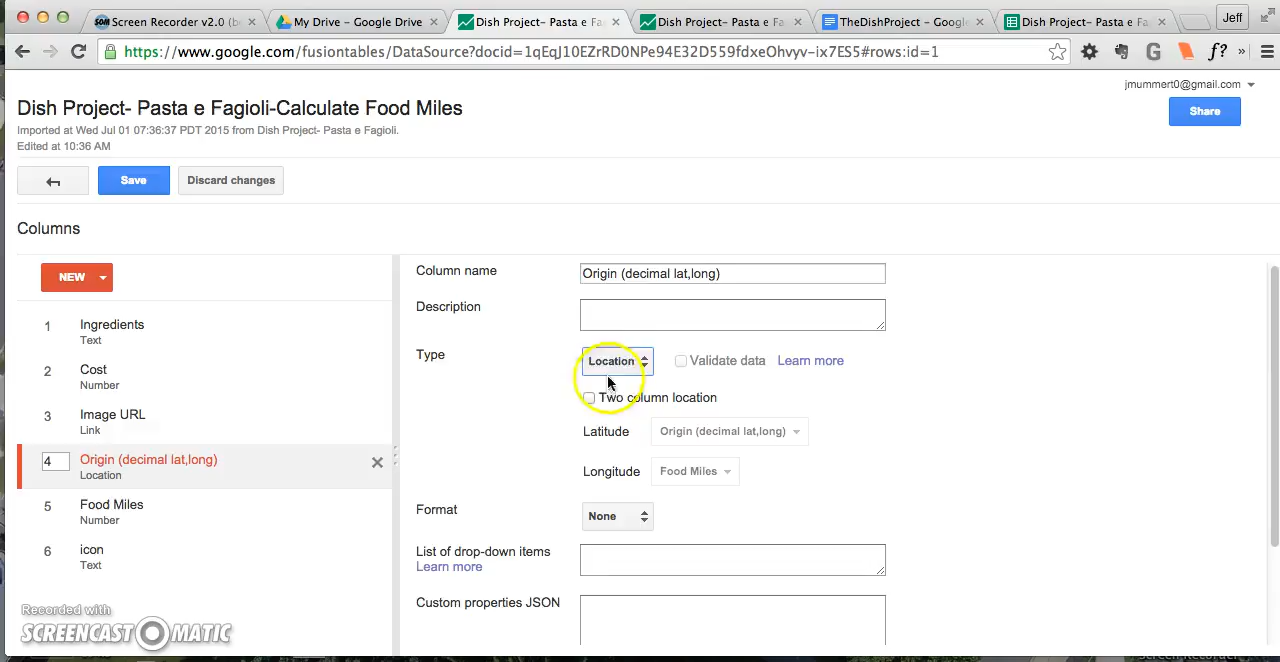 Screen Recorder v2.0 (be
My Drive – Google Drive
Dish Project- Pasta e Fa
Dish Project - Pasta e F
TheDishProject - Google
Dish Project- Pasta e Fa
Jeff
https://www.google.com/fusiontables/DataSource?docid=1qEqJ10EZrRD0NPe94E32D559fdxeOhvyv-ix7ES5#rows:id=1
jmummert0@gmail.com
Dish Project- Pasta e Fagioli-Calculate Food Miles
Share
Imported at Wed Jul 01 07:36:37 PDT 2015 from Dish Project- Pasta e Fagioli.
Edited at 10:36 AM
Save
Discard changes
Columns
NEW
1 Ingredients
Text
2 Cost
Number
3 Image URL
Link
4 Origin (decimal lat,long)
Location
5 Food Miles
Number
6 icon
Text
Column name Origin (decimal lat,long)
Description
Type Location Validate data Learn more
Two column location
Latitude Origin (decimal lat,long)
Longitude Food Miles
Format None
List of drop-down items
Learn more
Custom properties JSON
Recorded with
SCREENCAST-O-MATIC